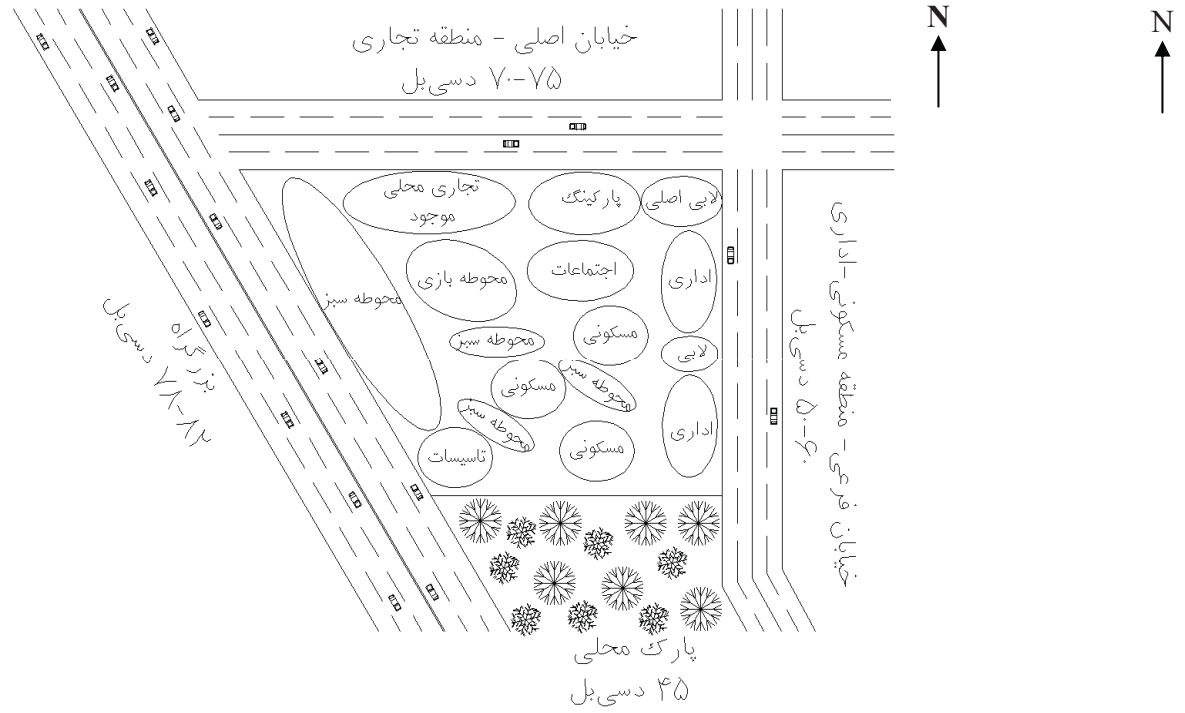 N
N
خیابان اصلی - منطقه تجاری
۷۰-۷۵ دسی‌بل
تجاری محلی
موجود
پارکینگ
لابی اصلی
محوطه سبز
محوطه بازی
اجتماعات
اداری
محوطه سبز
مسکونی
لابی
مسکونی
محوطه سبز
محوطه سبز
اداری
تاسیسات
مسکونی
بزرگراه
۷۸-۸۲ دسی‌بل
خیابان فرعی - منطقه مسکونی-اداری
۵۰-۶۰ دسی‌بل
پارک محلی
۴۵ دسی‌بل